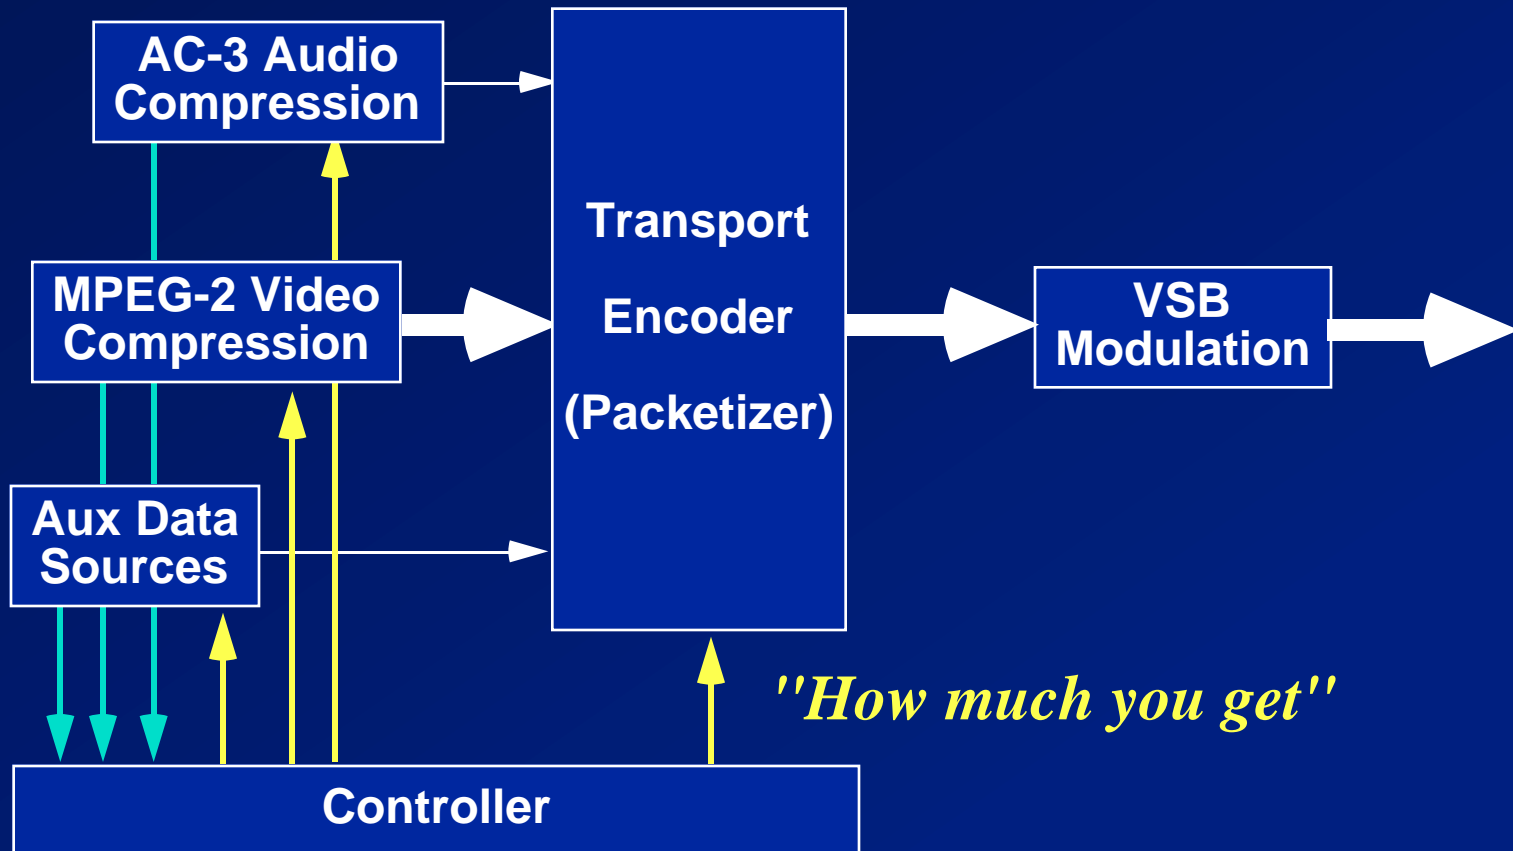 AC-3 Audio
Compression
Transport
Encoder
(Packetizer)
MPEG-2 Video
Compression
VSB
Modulation
Aux Data
Sources
"How much you get"
Controller